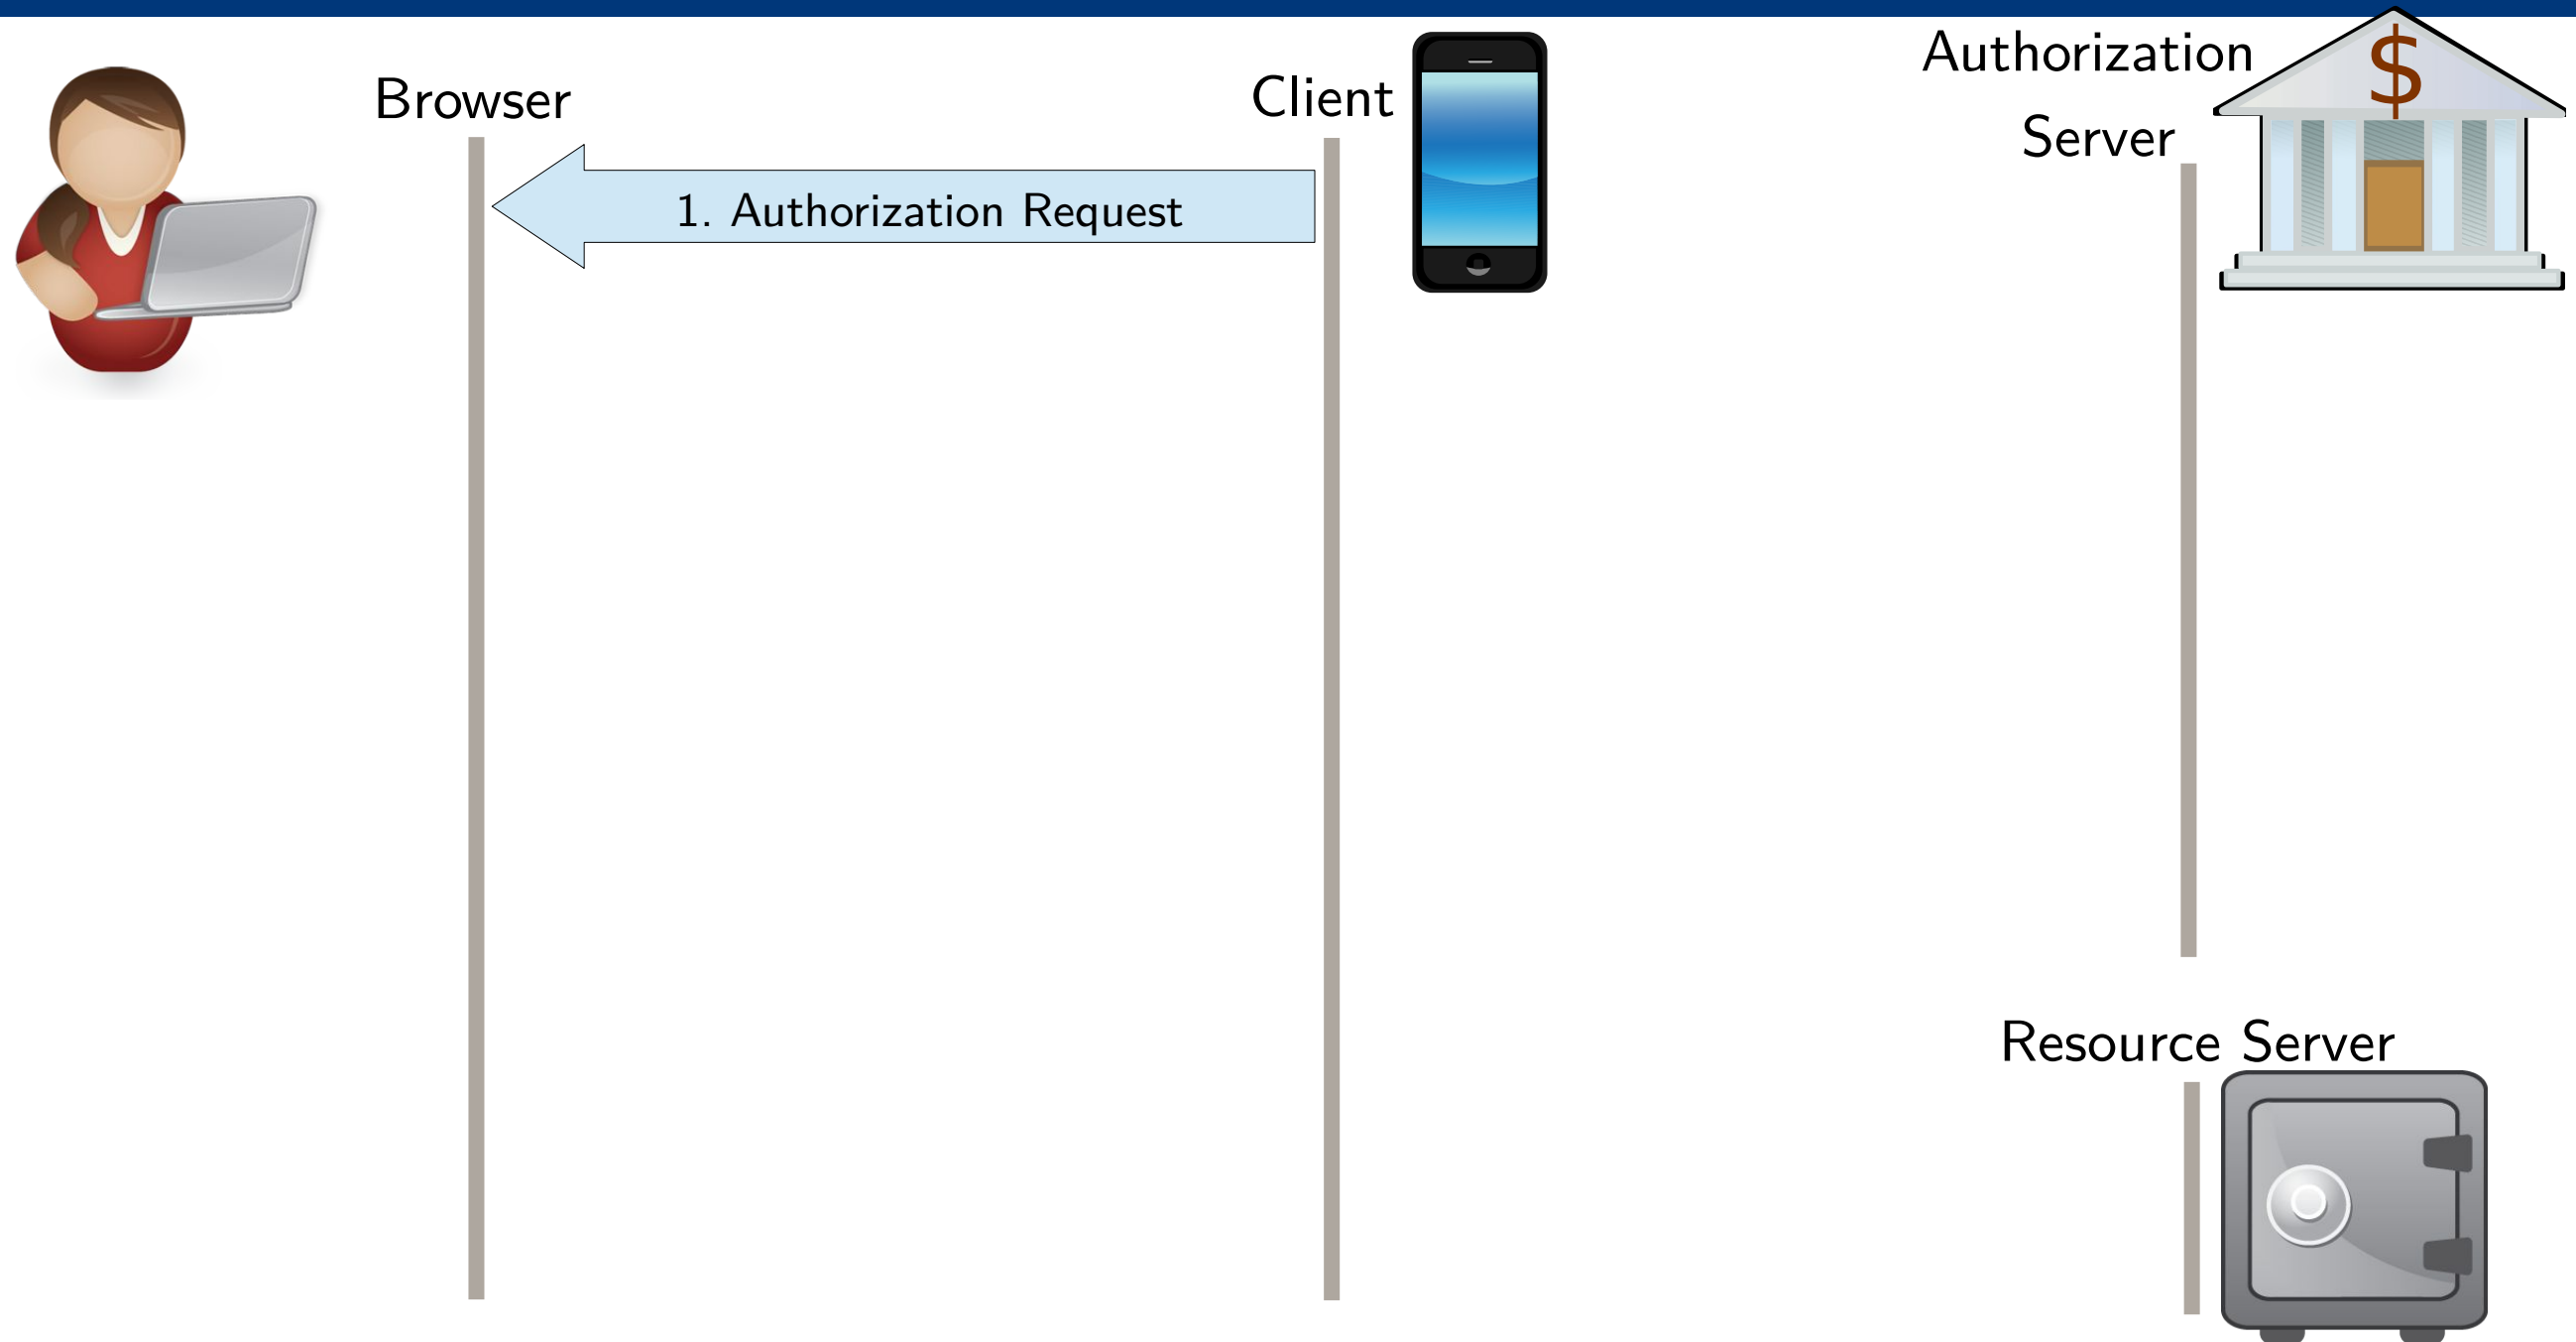 Browser
Client
Authorization
Server
$
1. Authorization Request
Resource Server